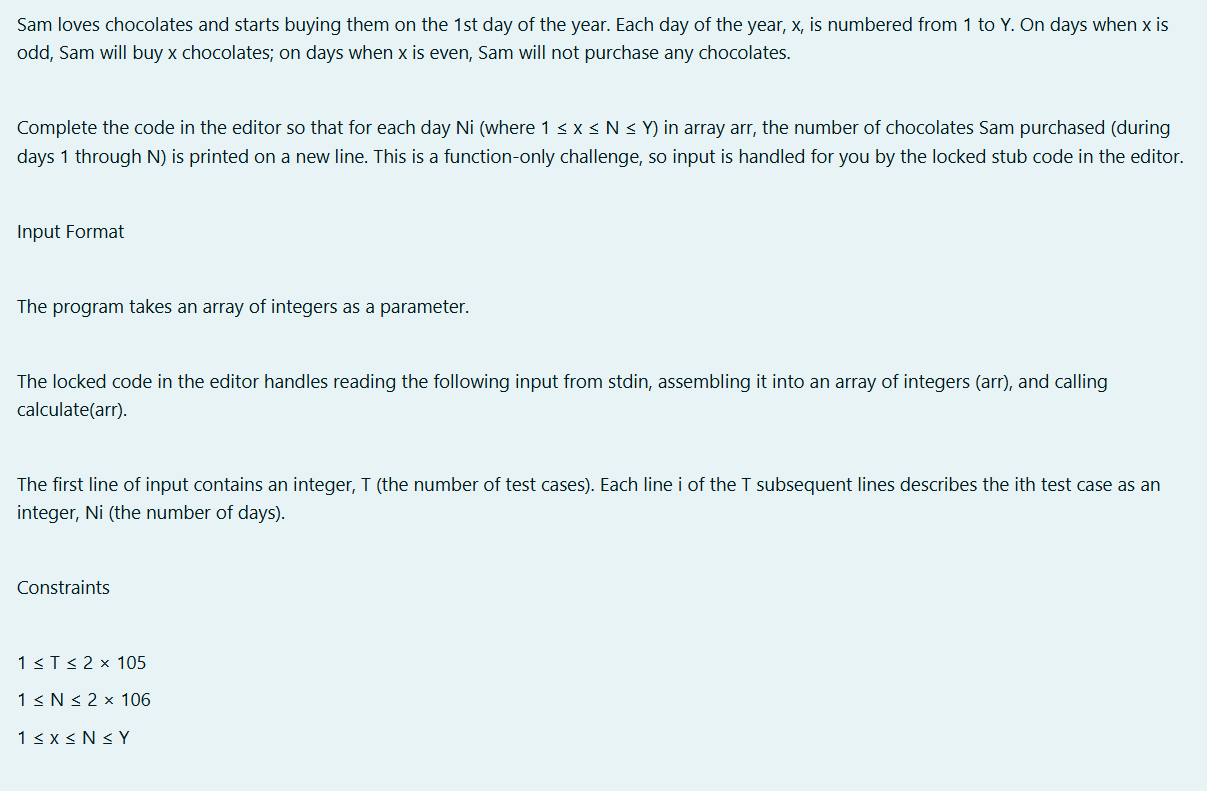 Sam loves chocolates and starts buying them on the 1st day of the year. Each day of the year, x, is numbered from 1 to Y. On days when x is
odd, Sam will buy x chocolates; on days when x is even, Sam will not purchase any chocolates.
Complete the code in the editor so that for each day Ni (where 1 ≤ x ≤ N ≤ Y) in array arr, the number of chocolates Sam purchased (during
days 1 through N) is printed on a new line. This is a function-only challenge, so input is handled for you by the locked stub code in the editor.
Input Format
The program takes an array of integers as a parameter.
The locked code in the editor handles reading the following input from stdin, assembling it into an array of integers (arr), and calling
calculate(arr).
The first line of input contains an integer, T (the number of test cases). Each line i of the T subsequent lines describes the ith test case as an
integer, Ni (the number of days).
Constraints
1 ≤ T ≤ 2 × 105
1 ≤ N ≤ 2 × 106
1 ≤ x ≤ N ≤ Y